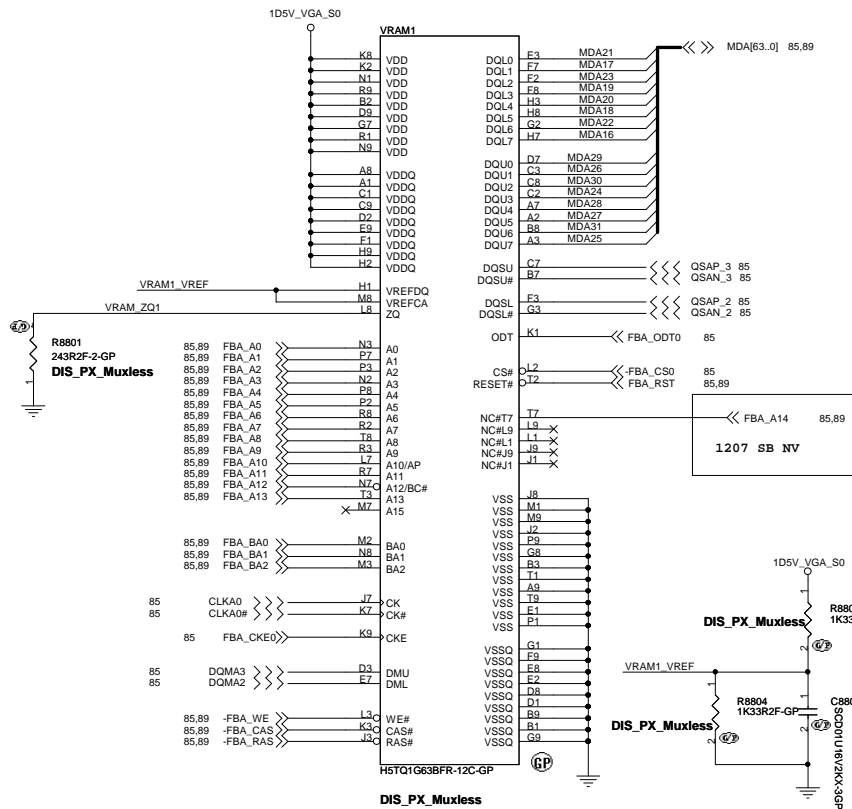 1D5V_VGA_S0
VRAM1
K8 VDD
K2 VDD
N1 VDD
R9 VDD
B2 VDD
D9 VDD
G7 VDD
R1 VDD
N9 VDD
A8 VDDQ
A1 VDDQ
C1 VDDQ
C9 VDDQ
D2 VDDQ
E9 VDDQ
F1 VDDQ
H9 VDDQ
H2 VDDQ
VRAM1_VREF H1 VREFDQ
M8 VREFCA
VRAM_ZQ1 L8 ZQ
2
R8801
243R2F-2-GP
DIS_PX_Muxless
1
85,89 FBA_A0 N3 A0
85,89 FBA_A1 P7 A1
85,89 FBA_A2 P3 A2
85,89 FBA_A3 N2 A3
85,89 FBA_A4 P8 A4
85,89 FBA_A5 P2 A5
85,89 FBA_A6 R8 A6
85,89 FBA_A7 R2 A7
85,89 FBA_A8 T8 A8
85,89 FBA_A9 R3 A9
85,89 FBA_A10 L7 A10/AP
85,89 FBA_A11 R7 A11
85,89 FBA_A12 N7 A12/BC#
85,89 FBA_A13 T3 A13
M7 A15
85,89 FBA_BA0 M2 BA0
85,89 FBA_BA1 N8 BA1
85,89 FBA_BA2 M3 BA2
85 CLKA0 J7 CK
85 CLKA0# K7 CK#
85 FBA_CKE0 K9 CKE
85 DQMA3 D3 DMU
85 DQMA2 E7 DML
85,89 -FBA_WE L3 WE#
85,89 -FBA_CAS K3 CAS#
85,89 -FBA_RAS J3 RAS#
DQL0 E3 MDA21
DQL1 F7 MDA17
DQL2 F2 MDA23
DQL3 F8 MDA19
DQL4 H3 MDA20
DQL5 H8 MDA18
DQL6 G2 MDA22
DQL7 H7 MDA16
MDA[63..0] 85,89
DQU0 D7 MDA29
DQU1 C3 MDA26
DQU2 C8 MDA30
DQU3 C2 MDA24
DQU4 A7 MDA28
DQU5 A2 MDA27
DQU6 B8 MDA31
DQU7 A3 MDA25
DQSU C7 QSAP_3 85
DQSU# B7 QSAN_3 85
DQSL F3 QSAP_2 85
DQSL# G3 QSAN_2 85
ODT K1 FBA_ODT0 85
CS# L2 -FBA_CS0 85
RESET# T2 FBA_RST 85,89
NC#T7 T7 FBA_A14 85,89
NC#L9 L9
NC#L1 L1
NC#J9 J9
NC#J1 J1
1207 SB NV
VSS J8
VSS M1
VSS M9
VSS J2
VSS P9
VSS G8
VSS B3
VSS T1
VSS A9
VSS T9
VSS E1
VSS P1
VSSQ G1
VSSQ F9
VSSQ E8
VSSQ E2
VSSQ D8
VSSQ D1
VSSQ B9
VSSQ B1
VSSQ G9
H5TQ1G63BFR-12C-GP
GP
DIS_PX_Muxless
1D5V_VGA_S0
1
DIS_PX_Muxless
2
VRAM1_VREF
1
R8804
1K33R2F-GP
DIS_PX_Muxless
2
1
2
SCD01U16V2KX-3GP